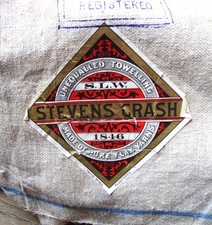 REGISTERED
UNEQUALLED TOWELLING
S.L.W.
STEVENS CRASH
1846
MADE OF PURE FLAX YARNS